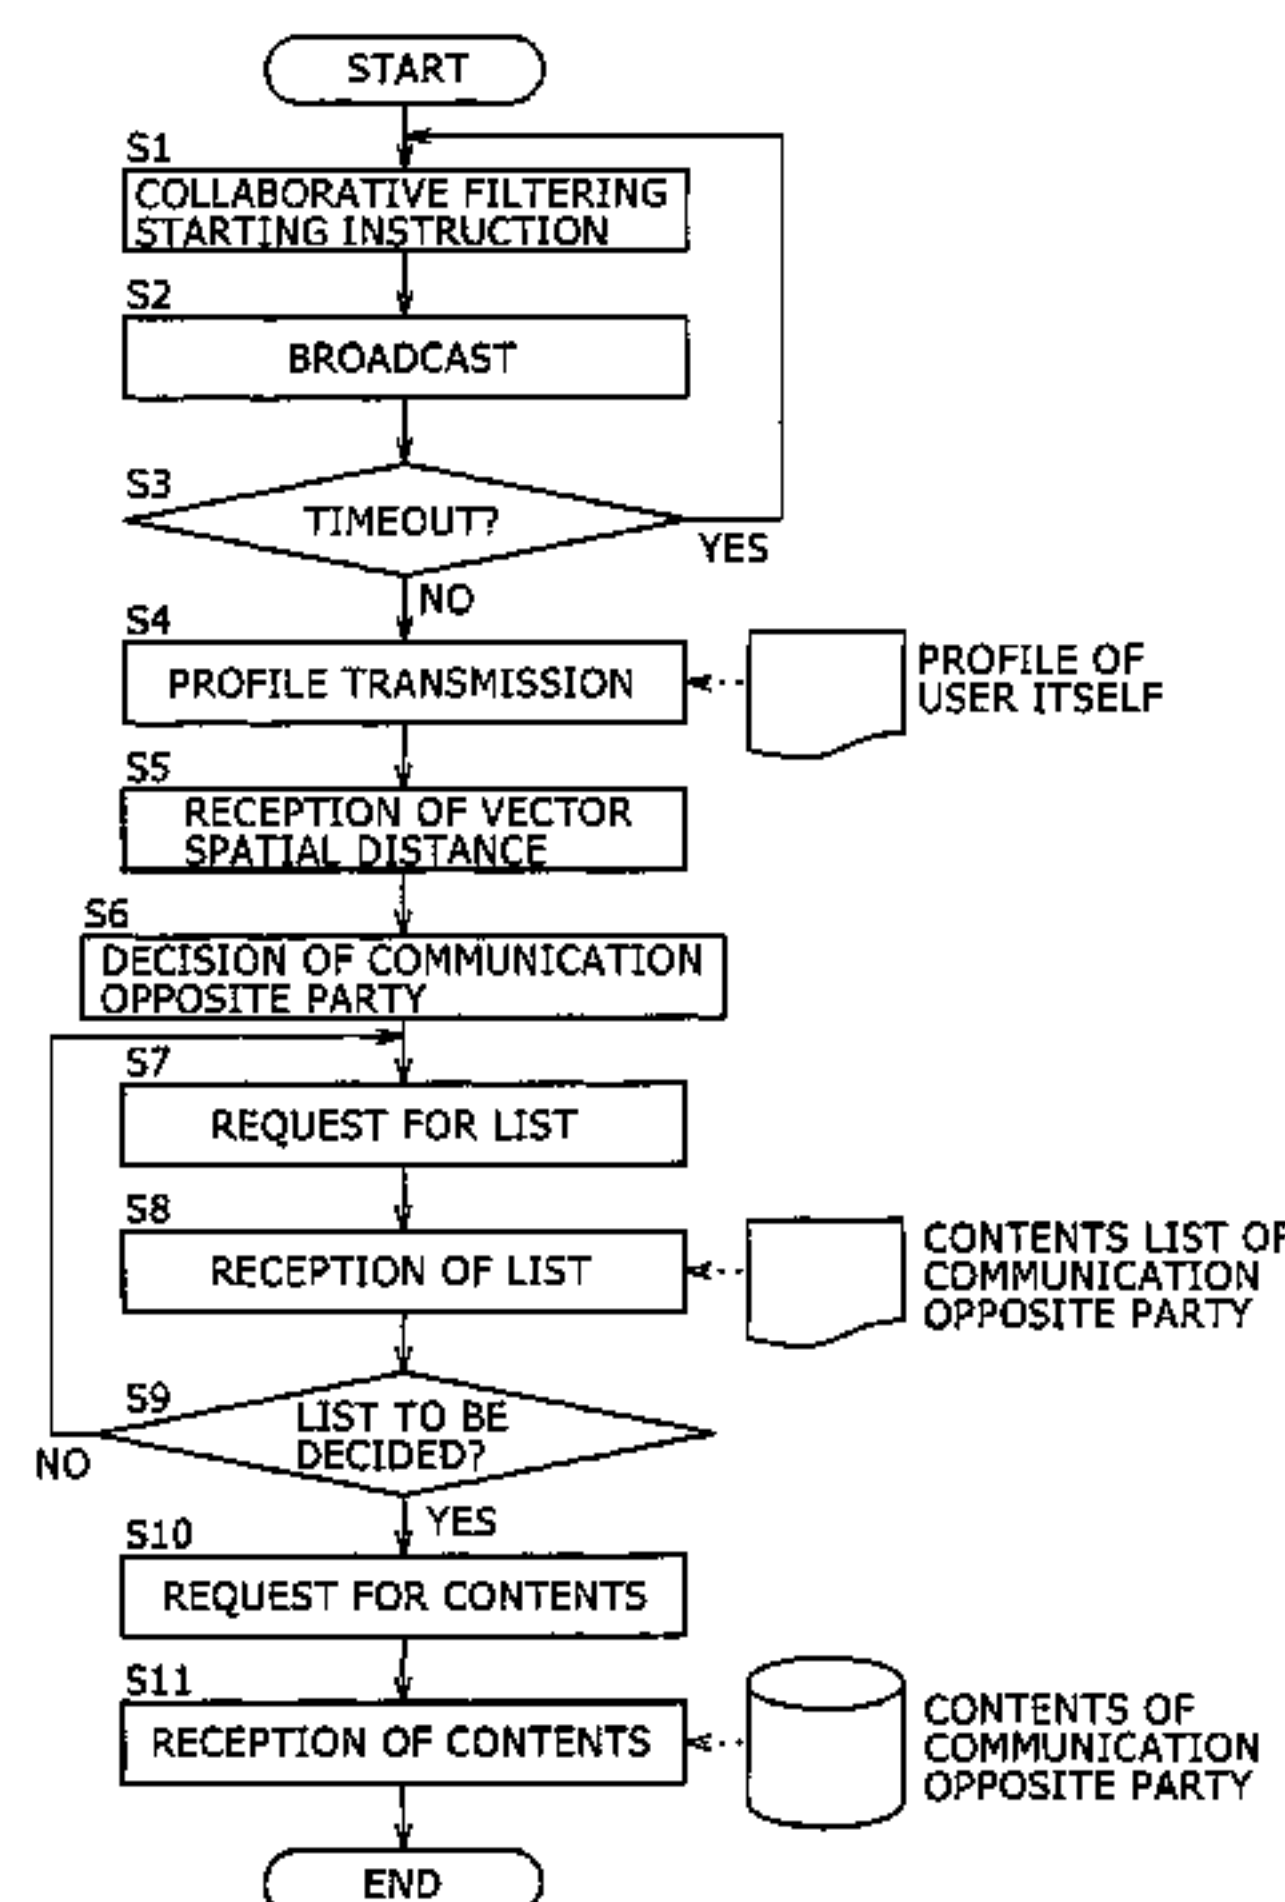 START
S1
COLLABORATIVE FILTERING
STARTING INSTRUCTION
S2
BROADCAST
S3
TIMEOUT?
YES
NO
S4
PROFILE TRANSMISSION
PROFILE OF
USER ITSELF
S5
RECEPTION OF VECTOR
SPATIAL DISTANCE
S6
DECISION OF COMMUNICATION
OPPOSITE PARTY
S7
REQUEST FOR LIST
S8
RECEPTION OF LIST
CONTENTS LIST OF
COMMUNICATION
OPPOSITE PARTY
S9
LIST TO BE
DECIDED?
NO
YES
S10
REQUEST FOR CONTENTS
S11
RECEPTION OF CONTENTS
CONTENTS OF
COMMUNICATION
OPPOSITE PARTY
END